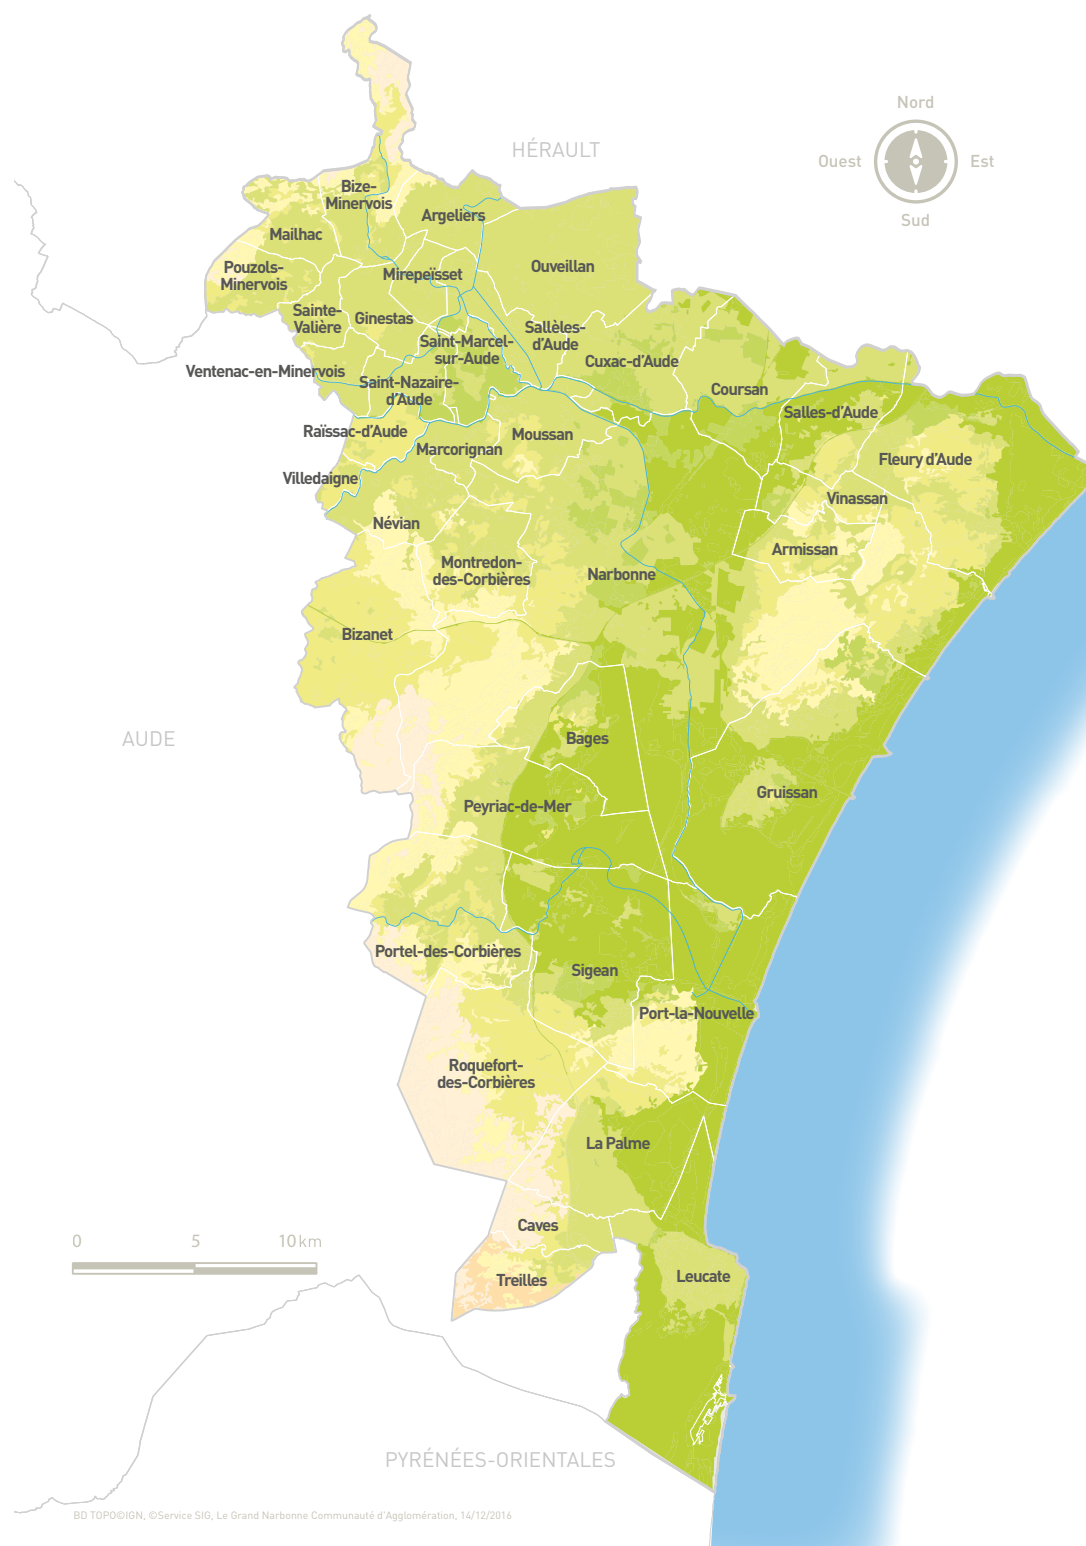 Nord
HÉRAULT
Ouest
Est
Sud
Bize-
Minervois
Argeliers
Mailhac
Pouzols-
Minervois
Mirepeïsset
Ouveillan
Sainte-
Valière
Ginestas
Sallèles-
d'Aude
Saint-Marcel-
sur-Aude
Cuxac-d'Aude
Ventenac-en-Minervois
Saint-Nazaire-
d'Aude
Coursan
Salles-d'Aude
Raïssac-d'Aude
Marcorignan
Moussan
Fleury d'Aude
Villedaigne
Vinassan
Névian
Armissan
Montredon-
des-Corbières
Narbonne
Bizanet
AUDE
Bages
Gruissan
Peyriac-de-Mer
Portel-des-Corbières
Sigean
Port-la-Nouvelle
Roquefort-
des-Corbières
La Palme
Caves
0 5 10 km
Treilles
Leucate
PYRÉNÉES-ORIENTALES
BD TOPO©IGN, ©Service SIG, Le Grand Narbonne Communauté d'Agglomération, 14/12/2016